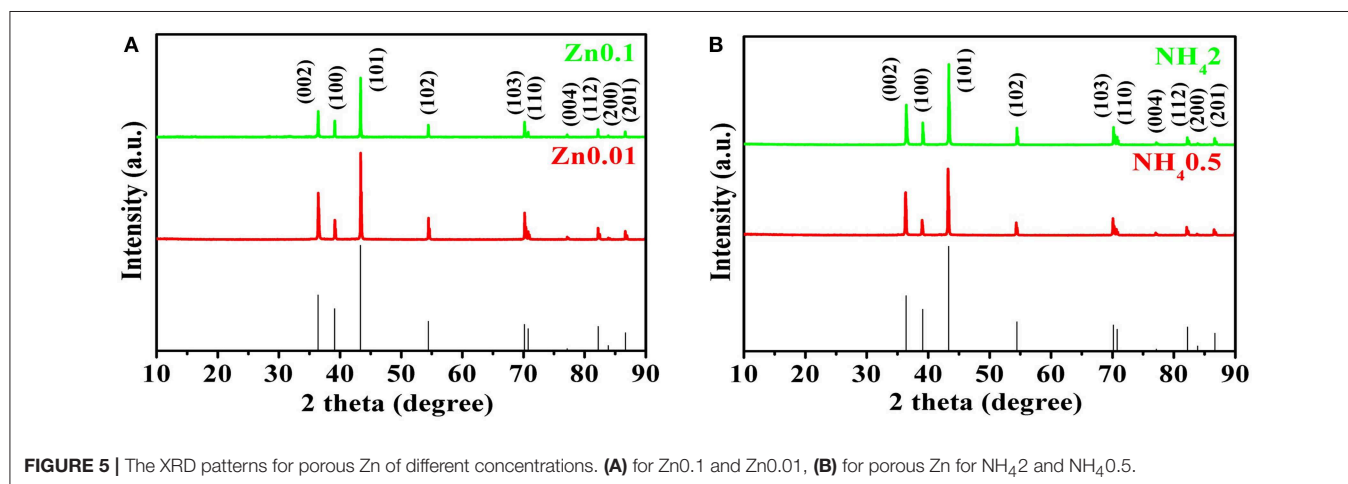 A
Zn0.1
(002)
(100)
(101)
(102)
(103)
(110)
(004)
(112)
(200)
(201)
Zn0.01
Intensity (a.u.)
10 20 30 40 50 60 70 80 90
2 theta (degree)
B
NH₄2
(002)
(100)
(101)
(102)
(103)
(110)
(004)
(112)
(200)
(201)
NH₄0.5
Intensity (a.u.)
10 20 30 40 50 60 70 80 90
2 theta (degree)
FIGURE 5 | The XRD patterns for porous Zn of different concentrations. (A) for Zn0.1 and Zn0.01, (B) for porous Zn for NH₄2 and NH₄0.5.